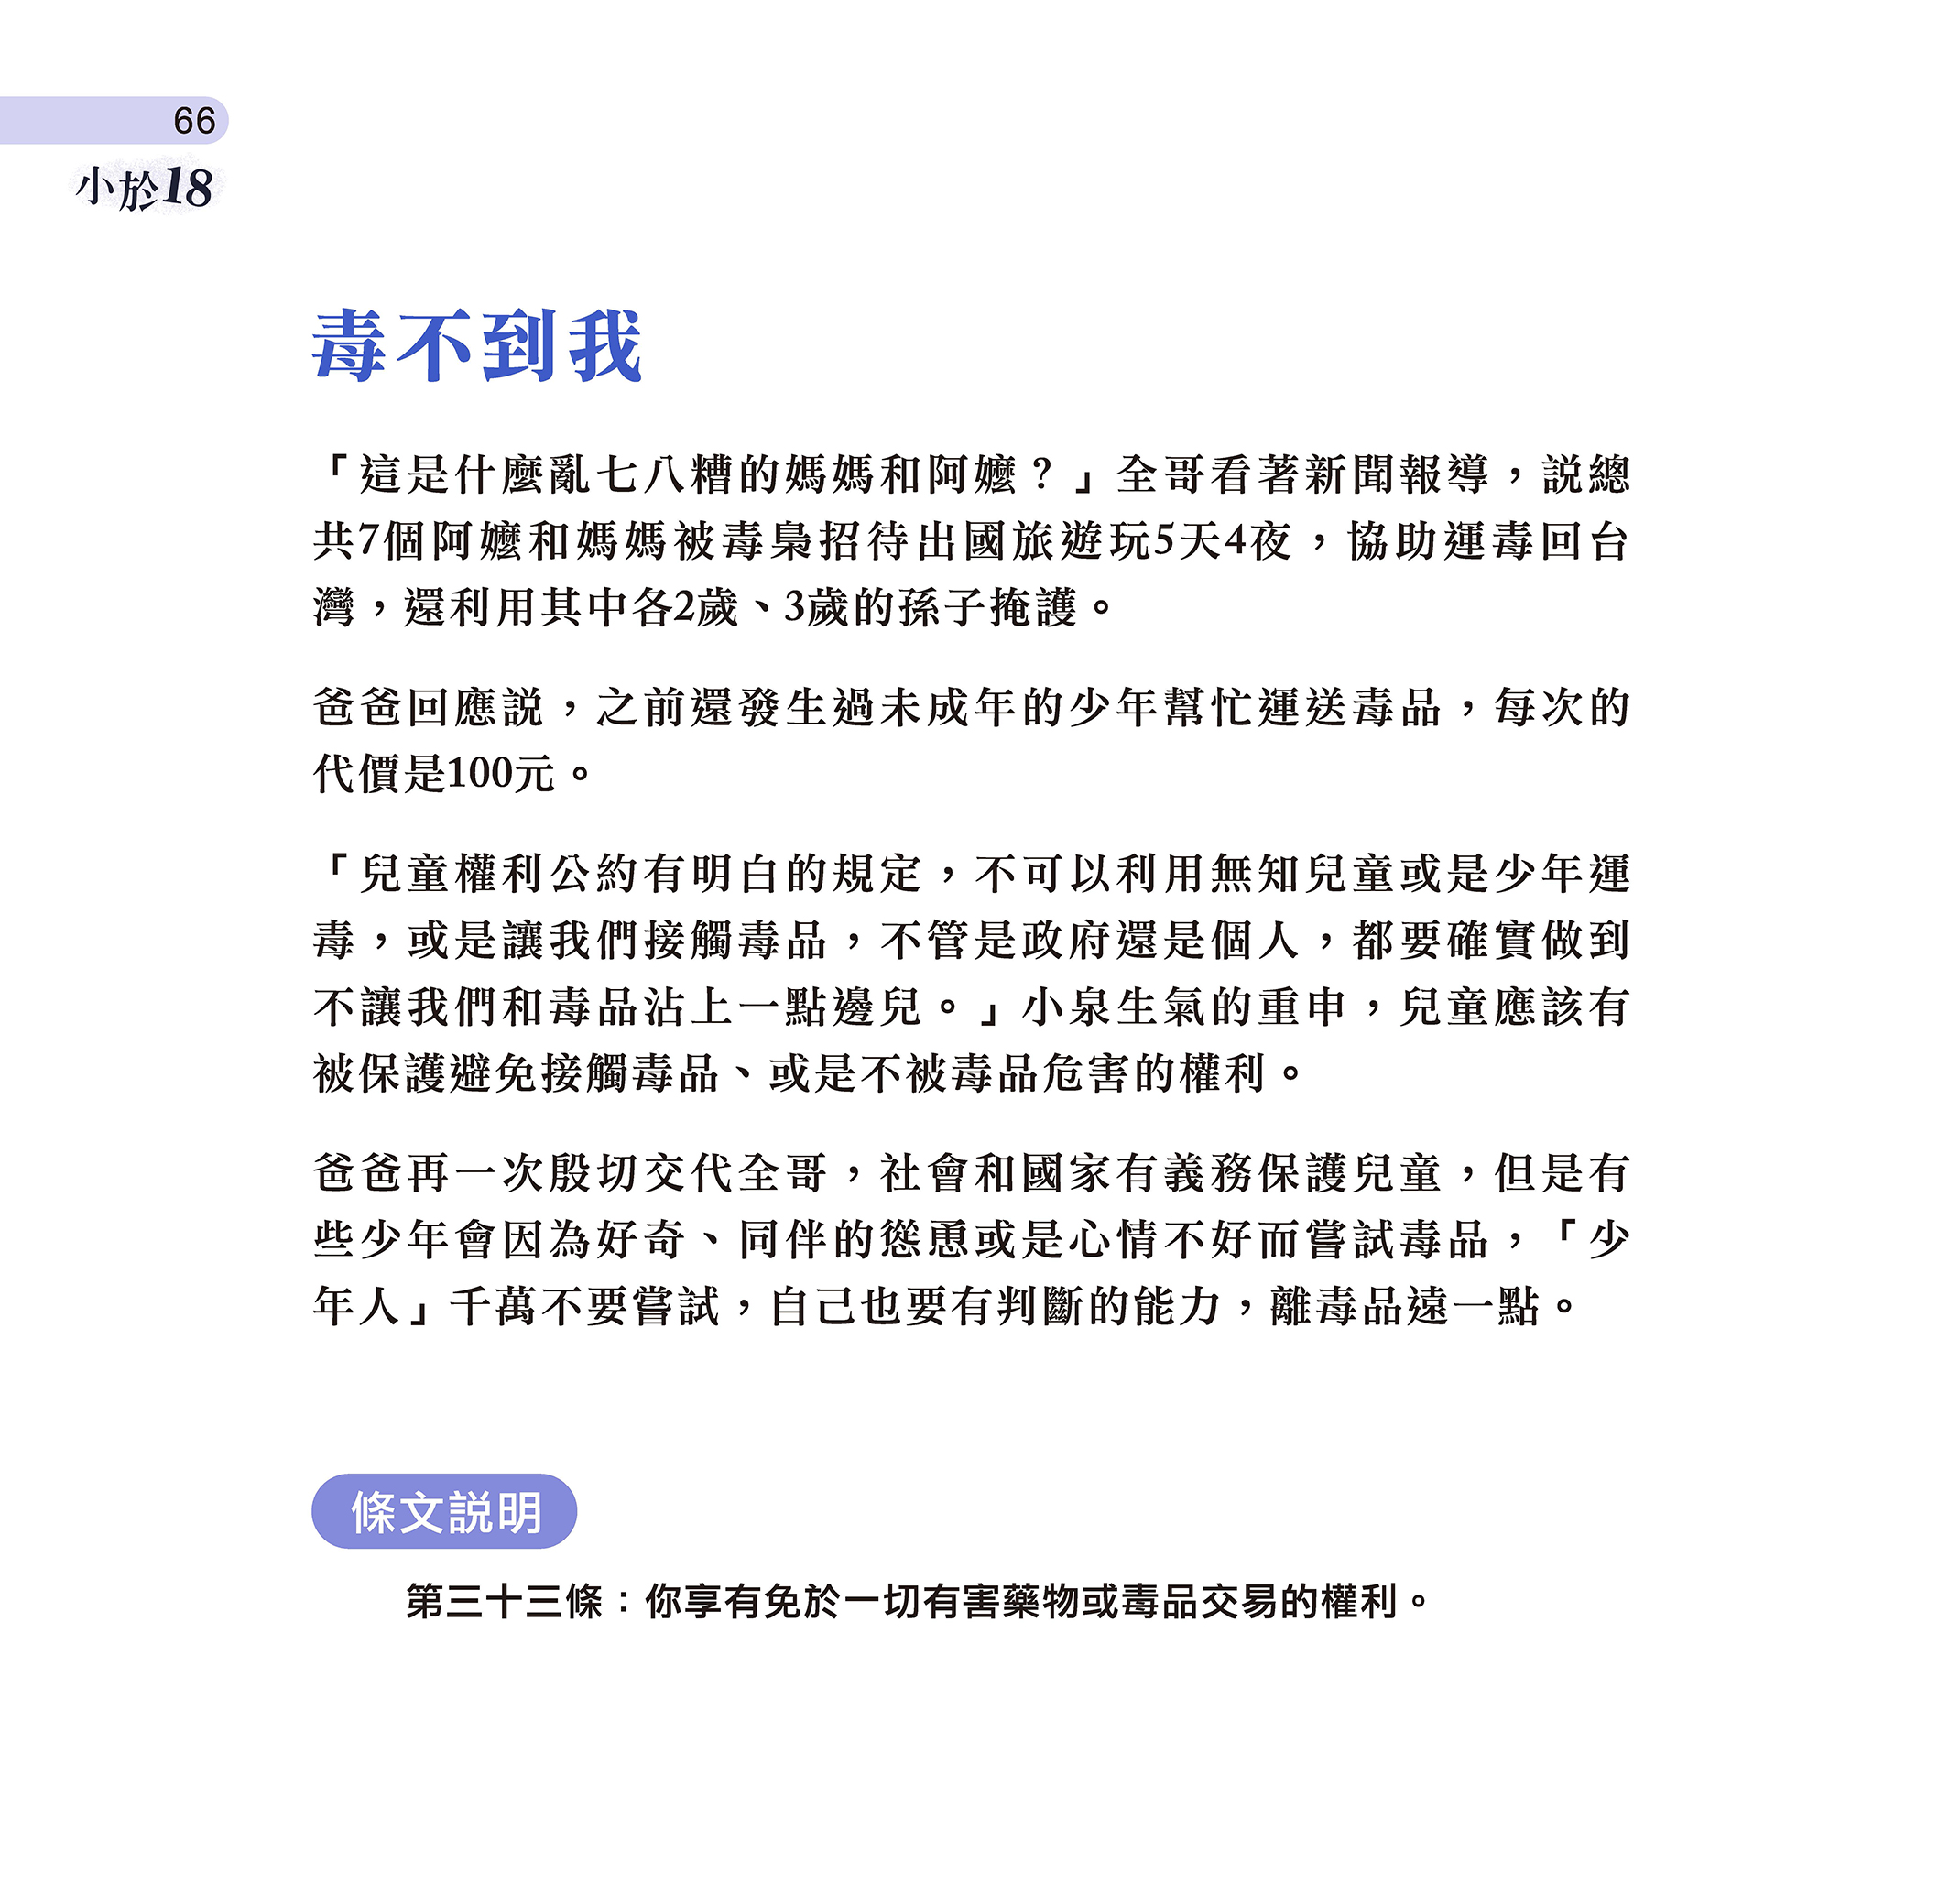 66
小於18
毒不到我
「這是什麼亂七八糟的媽媽和阿嬤？」全哥看著新聞報導，說總
共7個阿嬤和媽媽被毒梟招待出國旅遊玩5天4夜，協助運毒回台
灣，還利用其中各2歲、3歲的孫子掩護。
爸爸回應說，之前還發生過未成年的少年幫忙運送毒品，每次的
代價是100元。
「兒童權利公約有明白的規定，不可以利用無知兒童或是少年運
毒，或是讓我們接觸毒品，不管是政府還是個人，都要確實做到
不讓我們和毒品沾上一點邊兒。」小泉生氣的重申，兒童應該有
被保護避免接觸毒品、或是不被毒品危害的權利。
爸爸再一次殷切交代全哥，社會和國家有義務保護兒童，但是有
些少年會因為好奇、同伴的慫恿或是心情不好而嘗試毒品，「少
年人」千萬不要嘗試，自己也要有判斷的能力，離毒品遠一點。
條文說明
第三十三條：你享有免於一切有害藥物或毒品交易的權利。